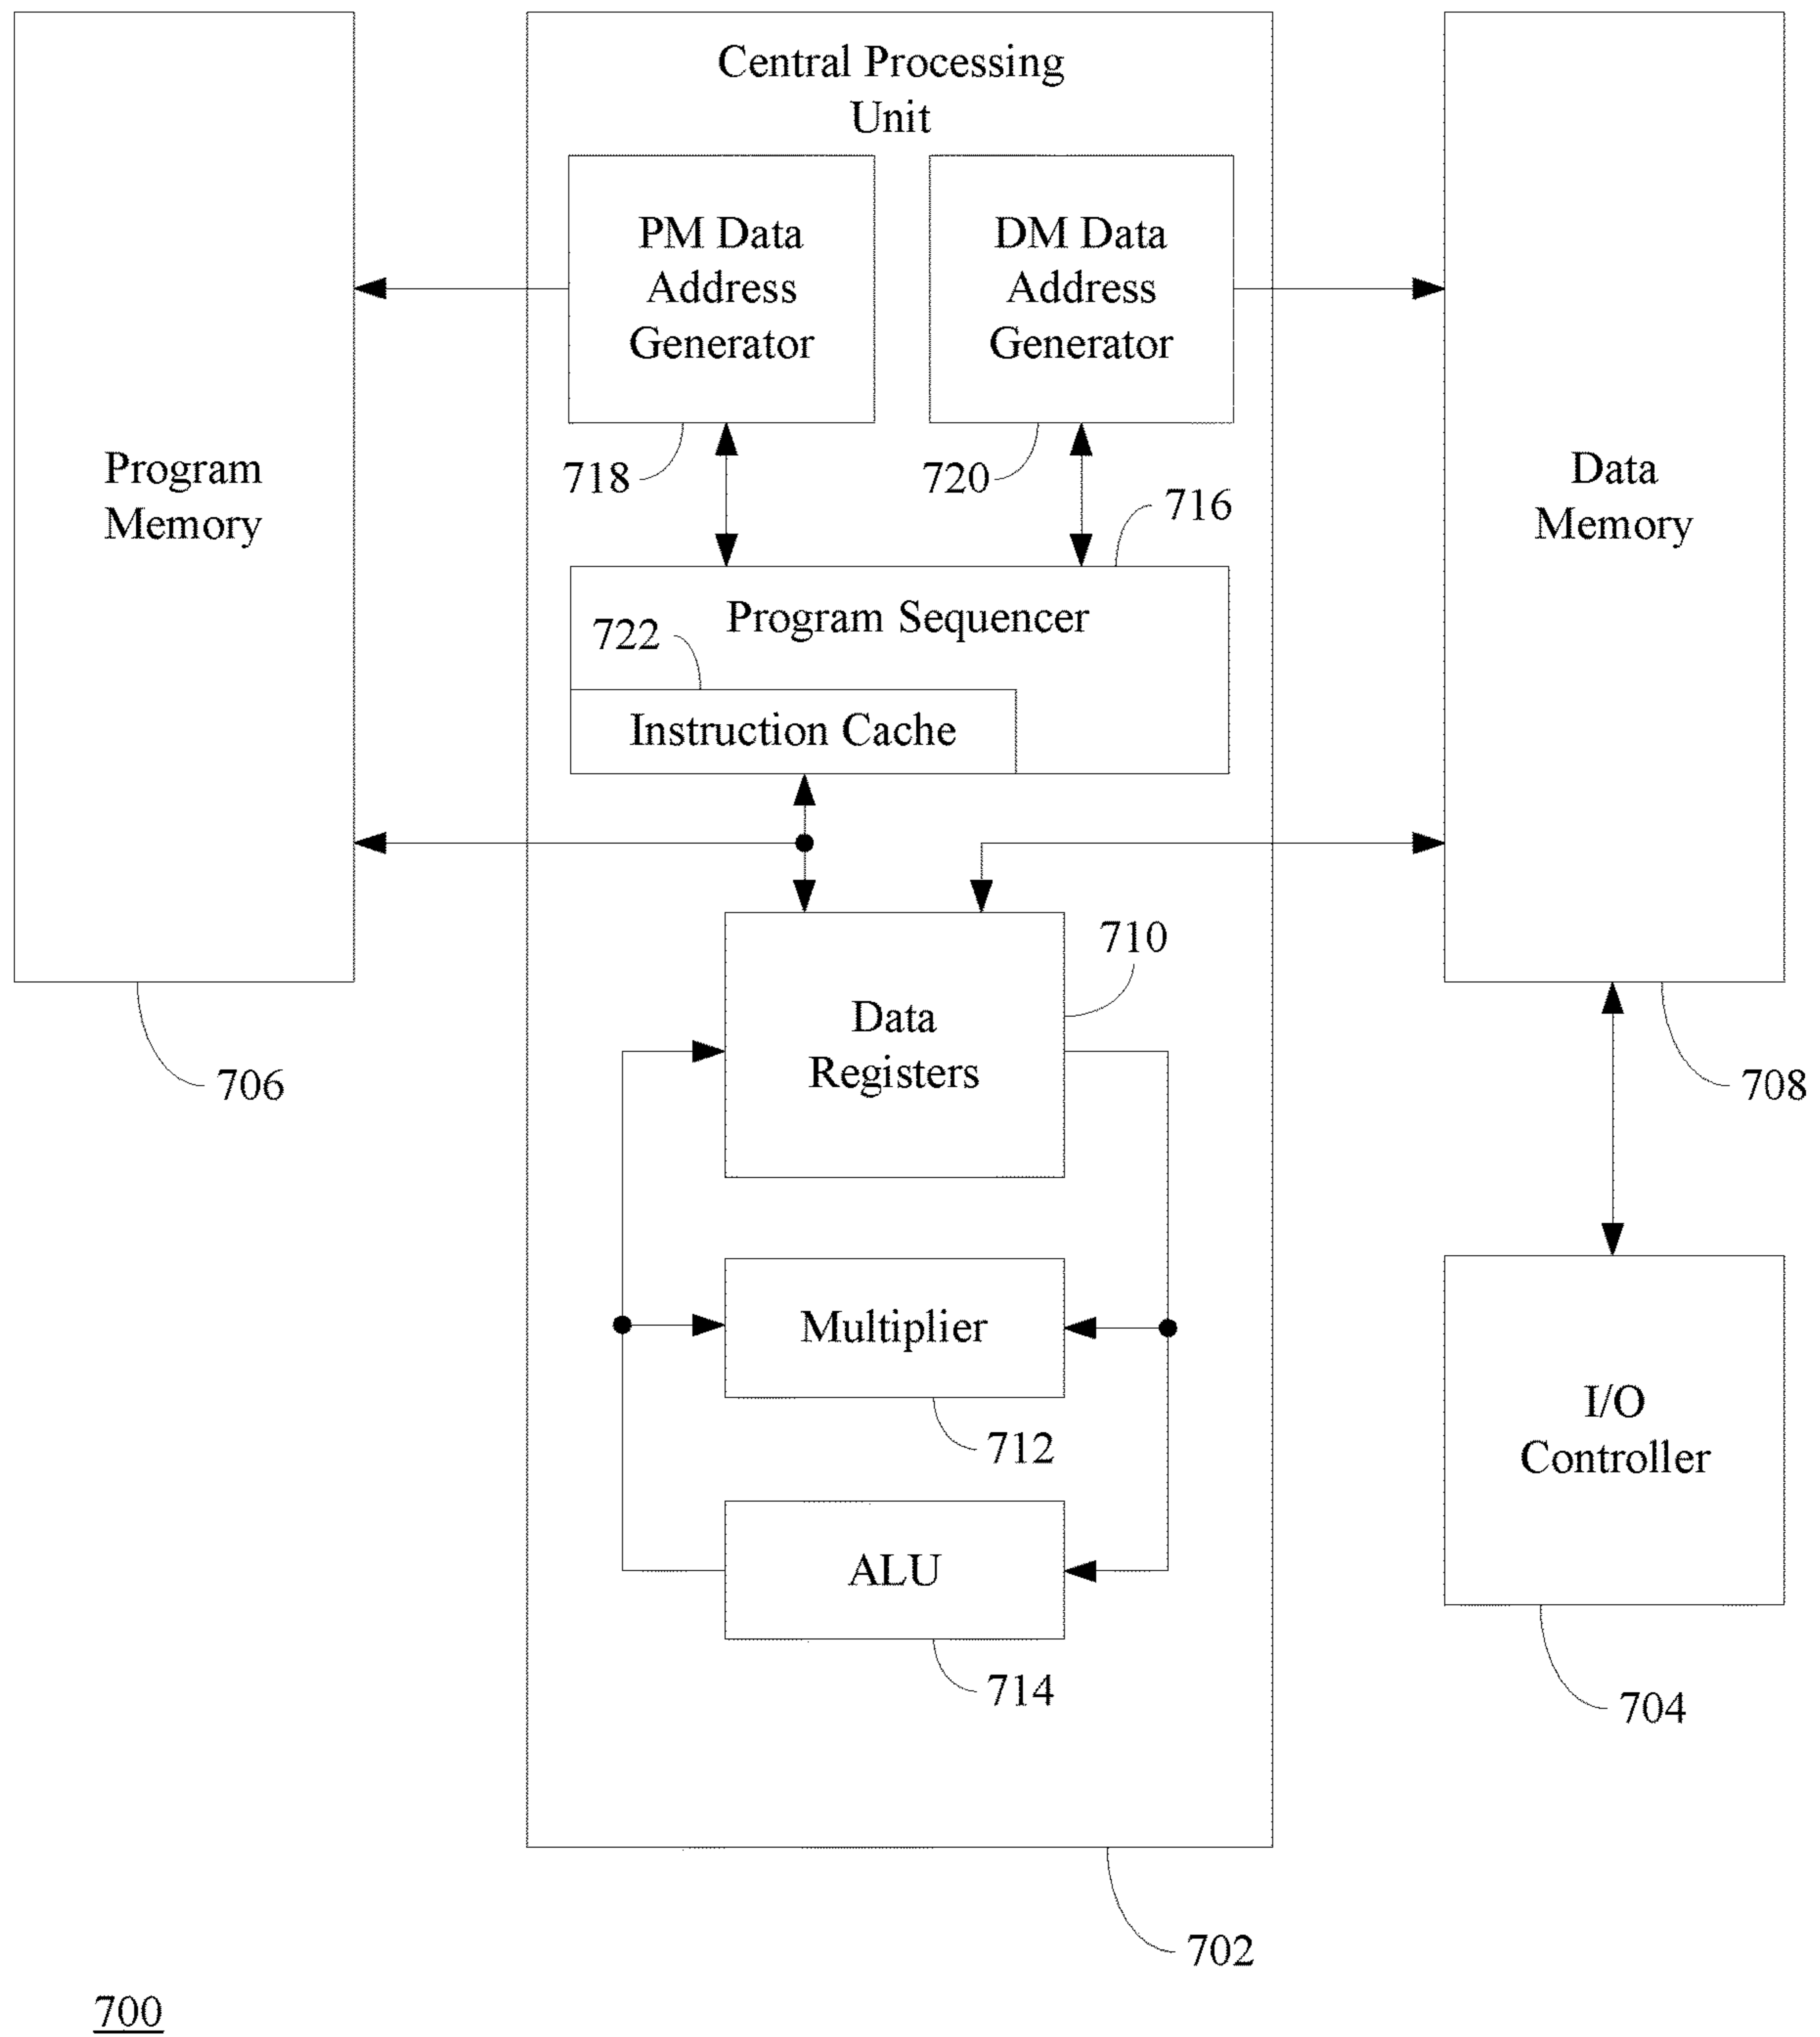 Central Processing
Unit
PM Data
Address
Generator
DM Data
Address
Generator
Program
Memory
Data
Memory
718
720
716
Program Sequencer
722
Instruction Cache
710
Data
Registers
706
708
Multiplier
712
I/O
Controller
ALU
714
704
702
700